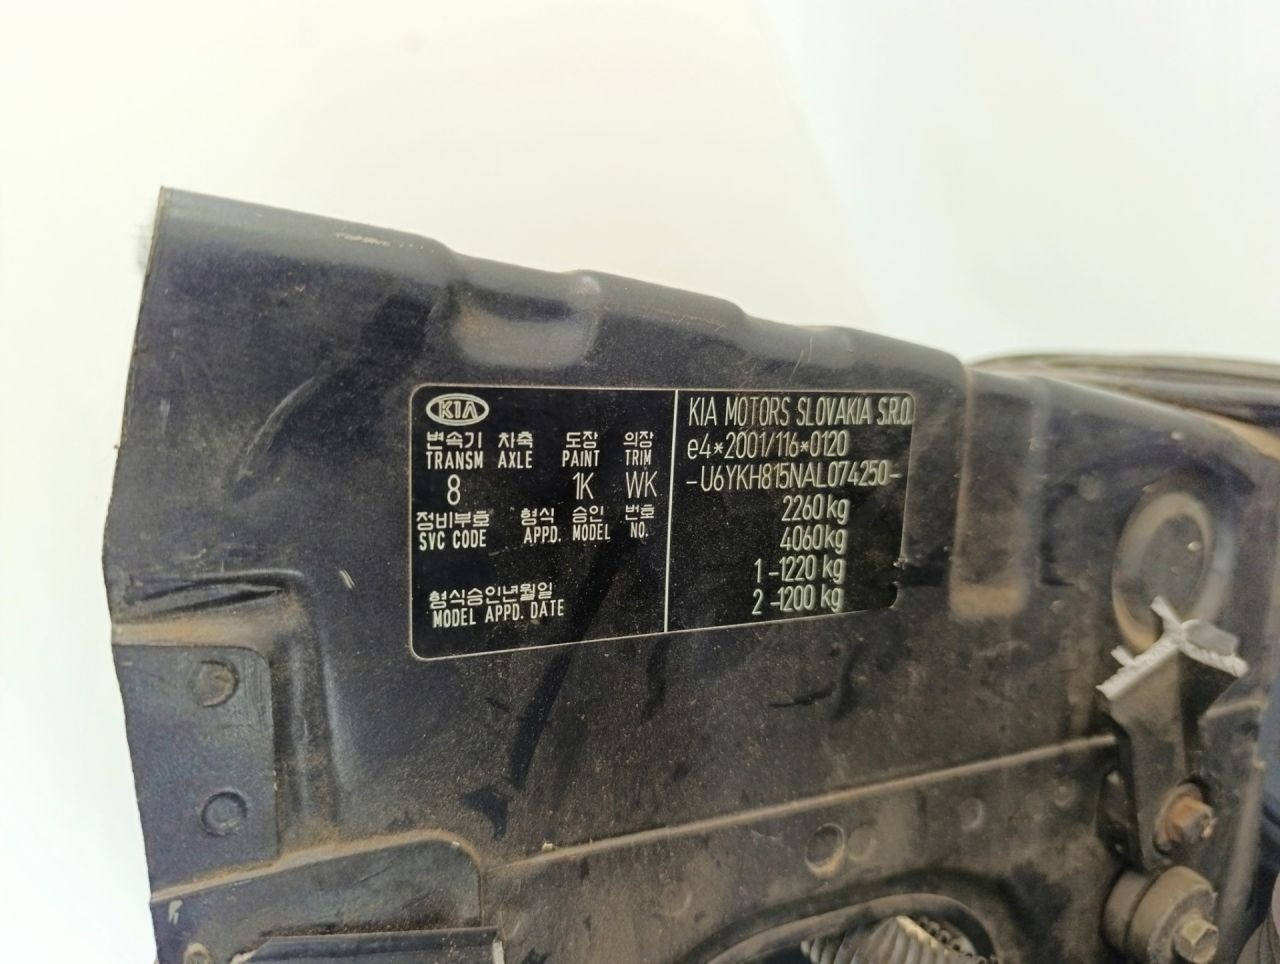 KIA
변속기 차축 도장 의장
TRANSM AXLE PAINT TRIM
8 1K WK
정비부호 형식 승인 번호
SVC CODE APPD. MODEL NO.
형식승인년월일
MODEL APPD. DATE
KIA MOTORS SLOVAKIA S.R.O.
e4*2001/116*0120
-U6YKH815NAL074250-
2260 kg
4060 kg
1 -1220 kg
2 -1200 kg